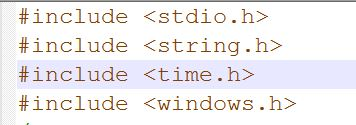 #include <stdio.h>
#include <string.h>
#include <time.h>
#include <windows.h>